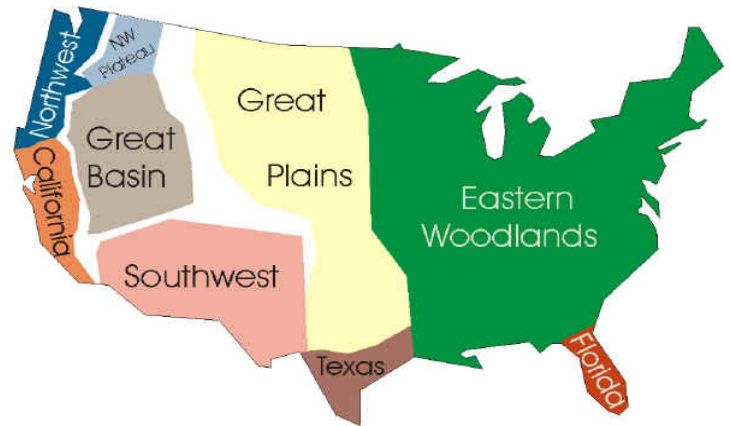 Northwest
NW
Plateau
Great
Plains
Great
Basin
California
Eastern
Woodlands
Southwest
Texas
Florida